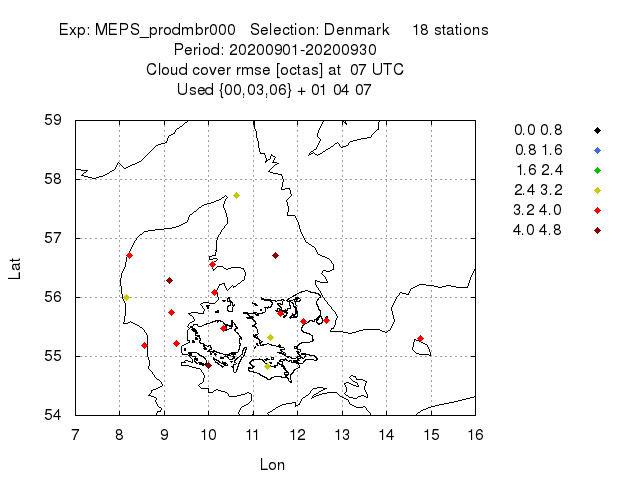 Exp: MEPS_prodmbr000 Selection: Denmark 18 stations
Period: 20200901-20200930
Cloud cover rmse [octas] at 07 UTC
Used {00,03,06} + 01 04 07
59
58
57
56
55
54
Lat
7 8 9 10 11 12 13 14 15 16
Lon
0.0 0.8
0.8 1.6
1.6 2.4
2.4 3.2
3.2 4.0
4.0 4.8